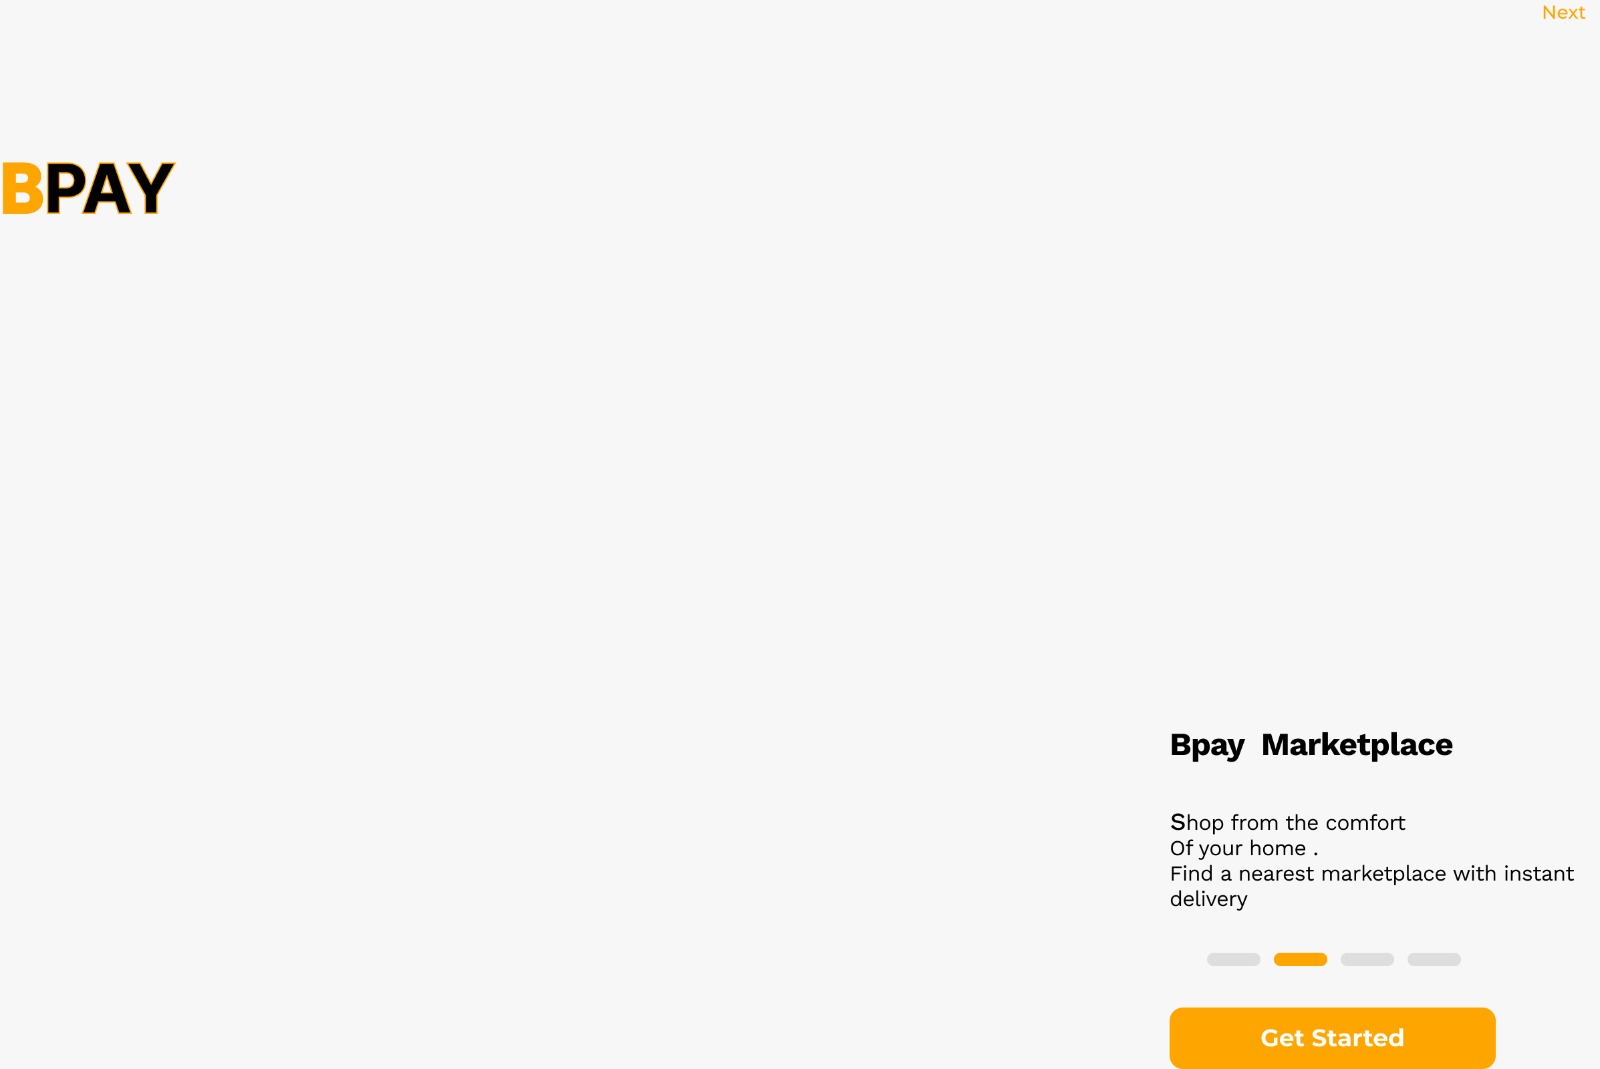 Next
BPAY
Bpay  Marketplace
Shop from the comfort
Of your home .
Find a nearest marketplace with instant
delivery
Get Started